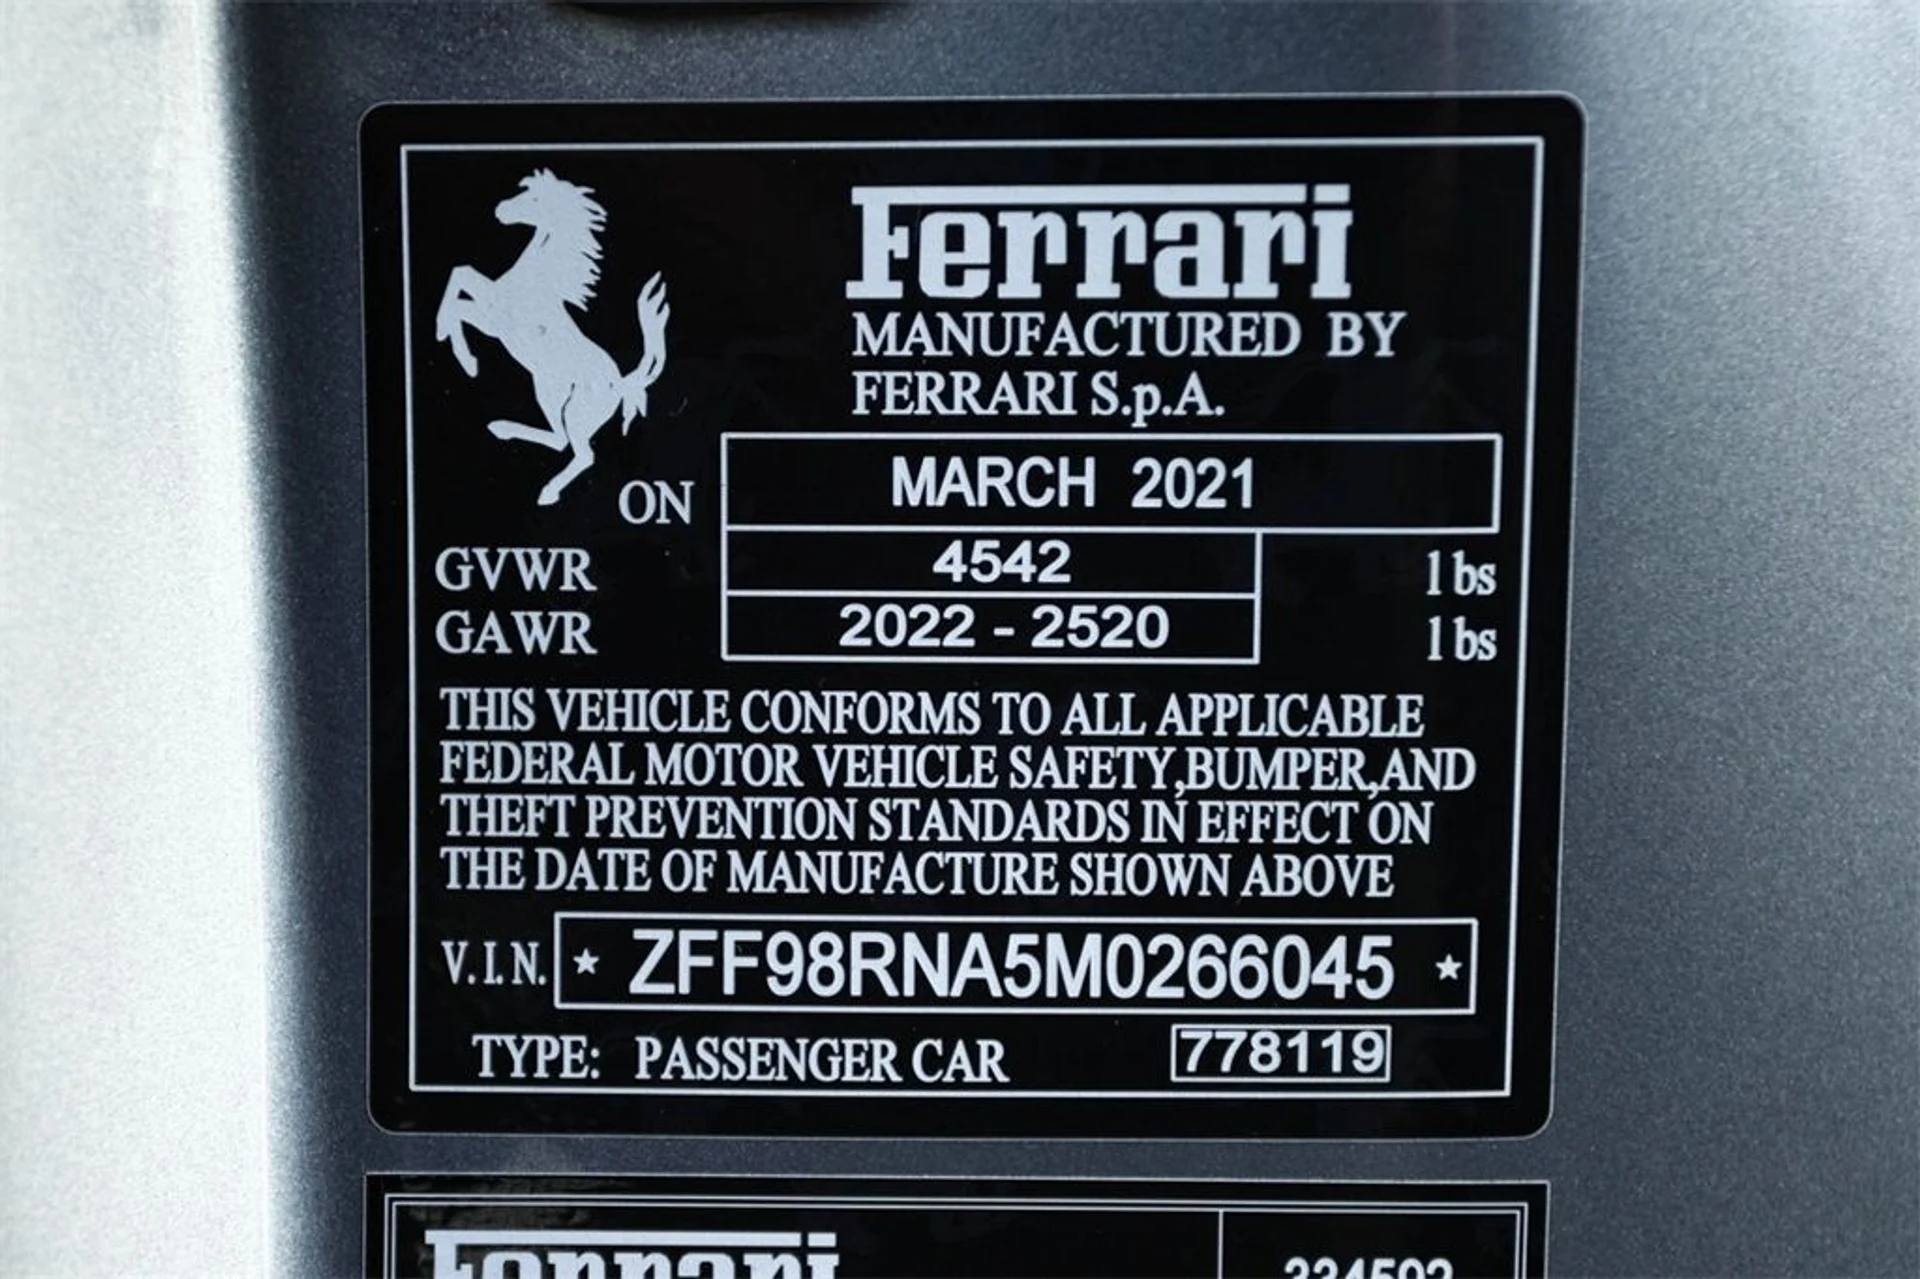 Ferrari
MANUFACTURED BY
FERRARI S.p.A.
ON MARCH 2021
GVWR 4542 lbs
GAWR 2022 - 2520 lbs
THIS VEHICLE CONFORMS TO ALL APPLICABLE
FEDERAL MOTOR VEHICLE SAFETY,BUMPER,AND
THEFT PREVENTION STANDARDS IN EFFECT ON
THE DATE OF MANUFACTURE SHOWN ABOVE
V.I.N. ★ ZFF98RNA5M0266045 ★
TYPE: PASSENGER CAR 778119
Ferrari